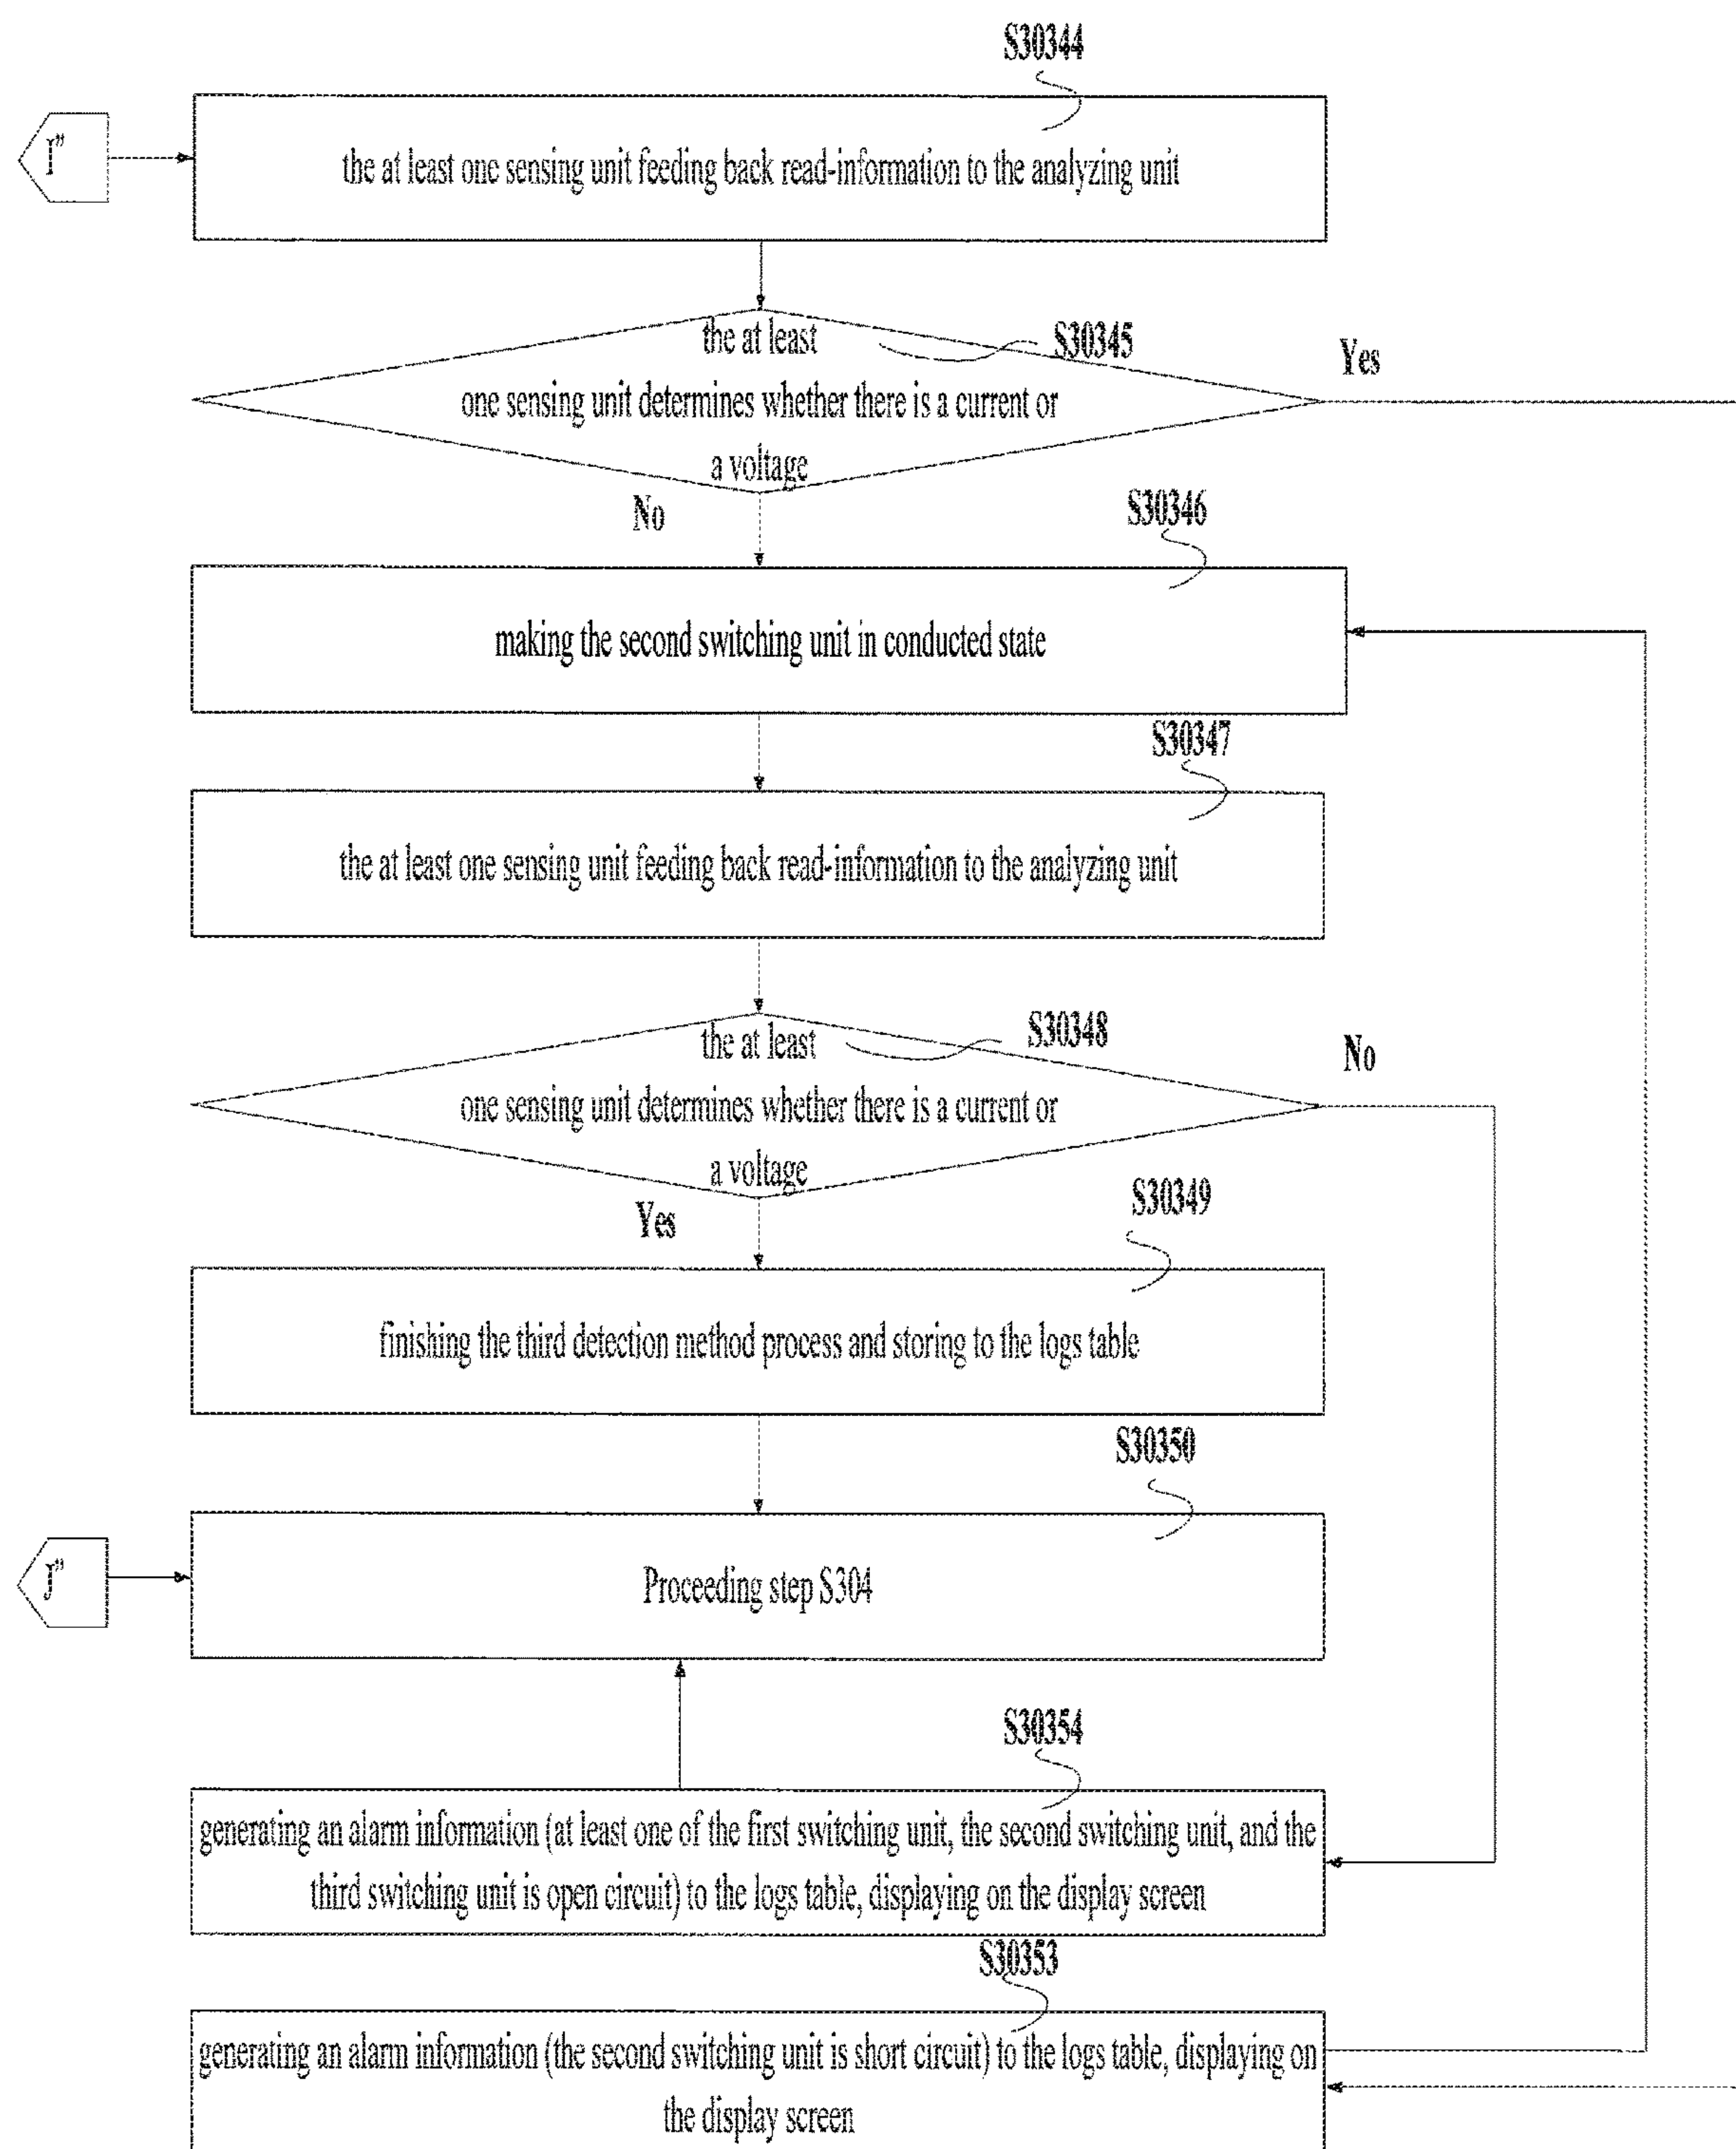 S30344
I”
the at least one sensing unit feeding back read-information to the analyzing unit
the at least
S30345
Yes
one sensing unit determines whether there is a current or
a voltage
No
S30346
making the second switching unit in conducted state
S30347
the at least one sensing unit feeding back read-information to the analyzing unit
the at least
S30348
No
one sensing unit determines whether there is a current or
a voltage
Yes
S30349
finishing the third detection method process and storing to the logs table
S30350
J”
Proceeding step S304
S30354
generating an alarm information (at least one of the first switching unit, the second switching unit, and the
third switching unit is open circuit) to the logs table, displaying on the display screen
S30353
generating an alarm information (the second switching unit is short circuit) to the logs table, displaying on
the display screen